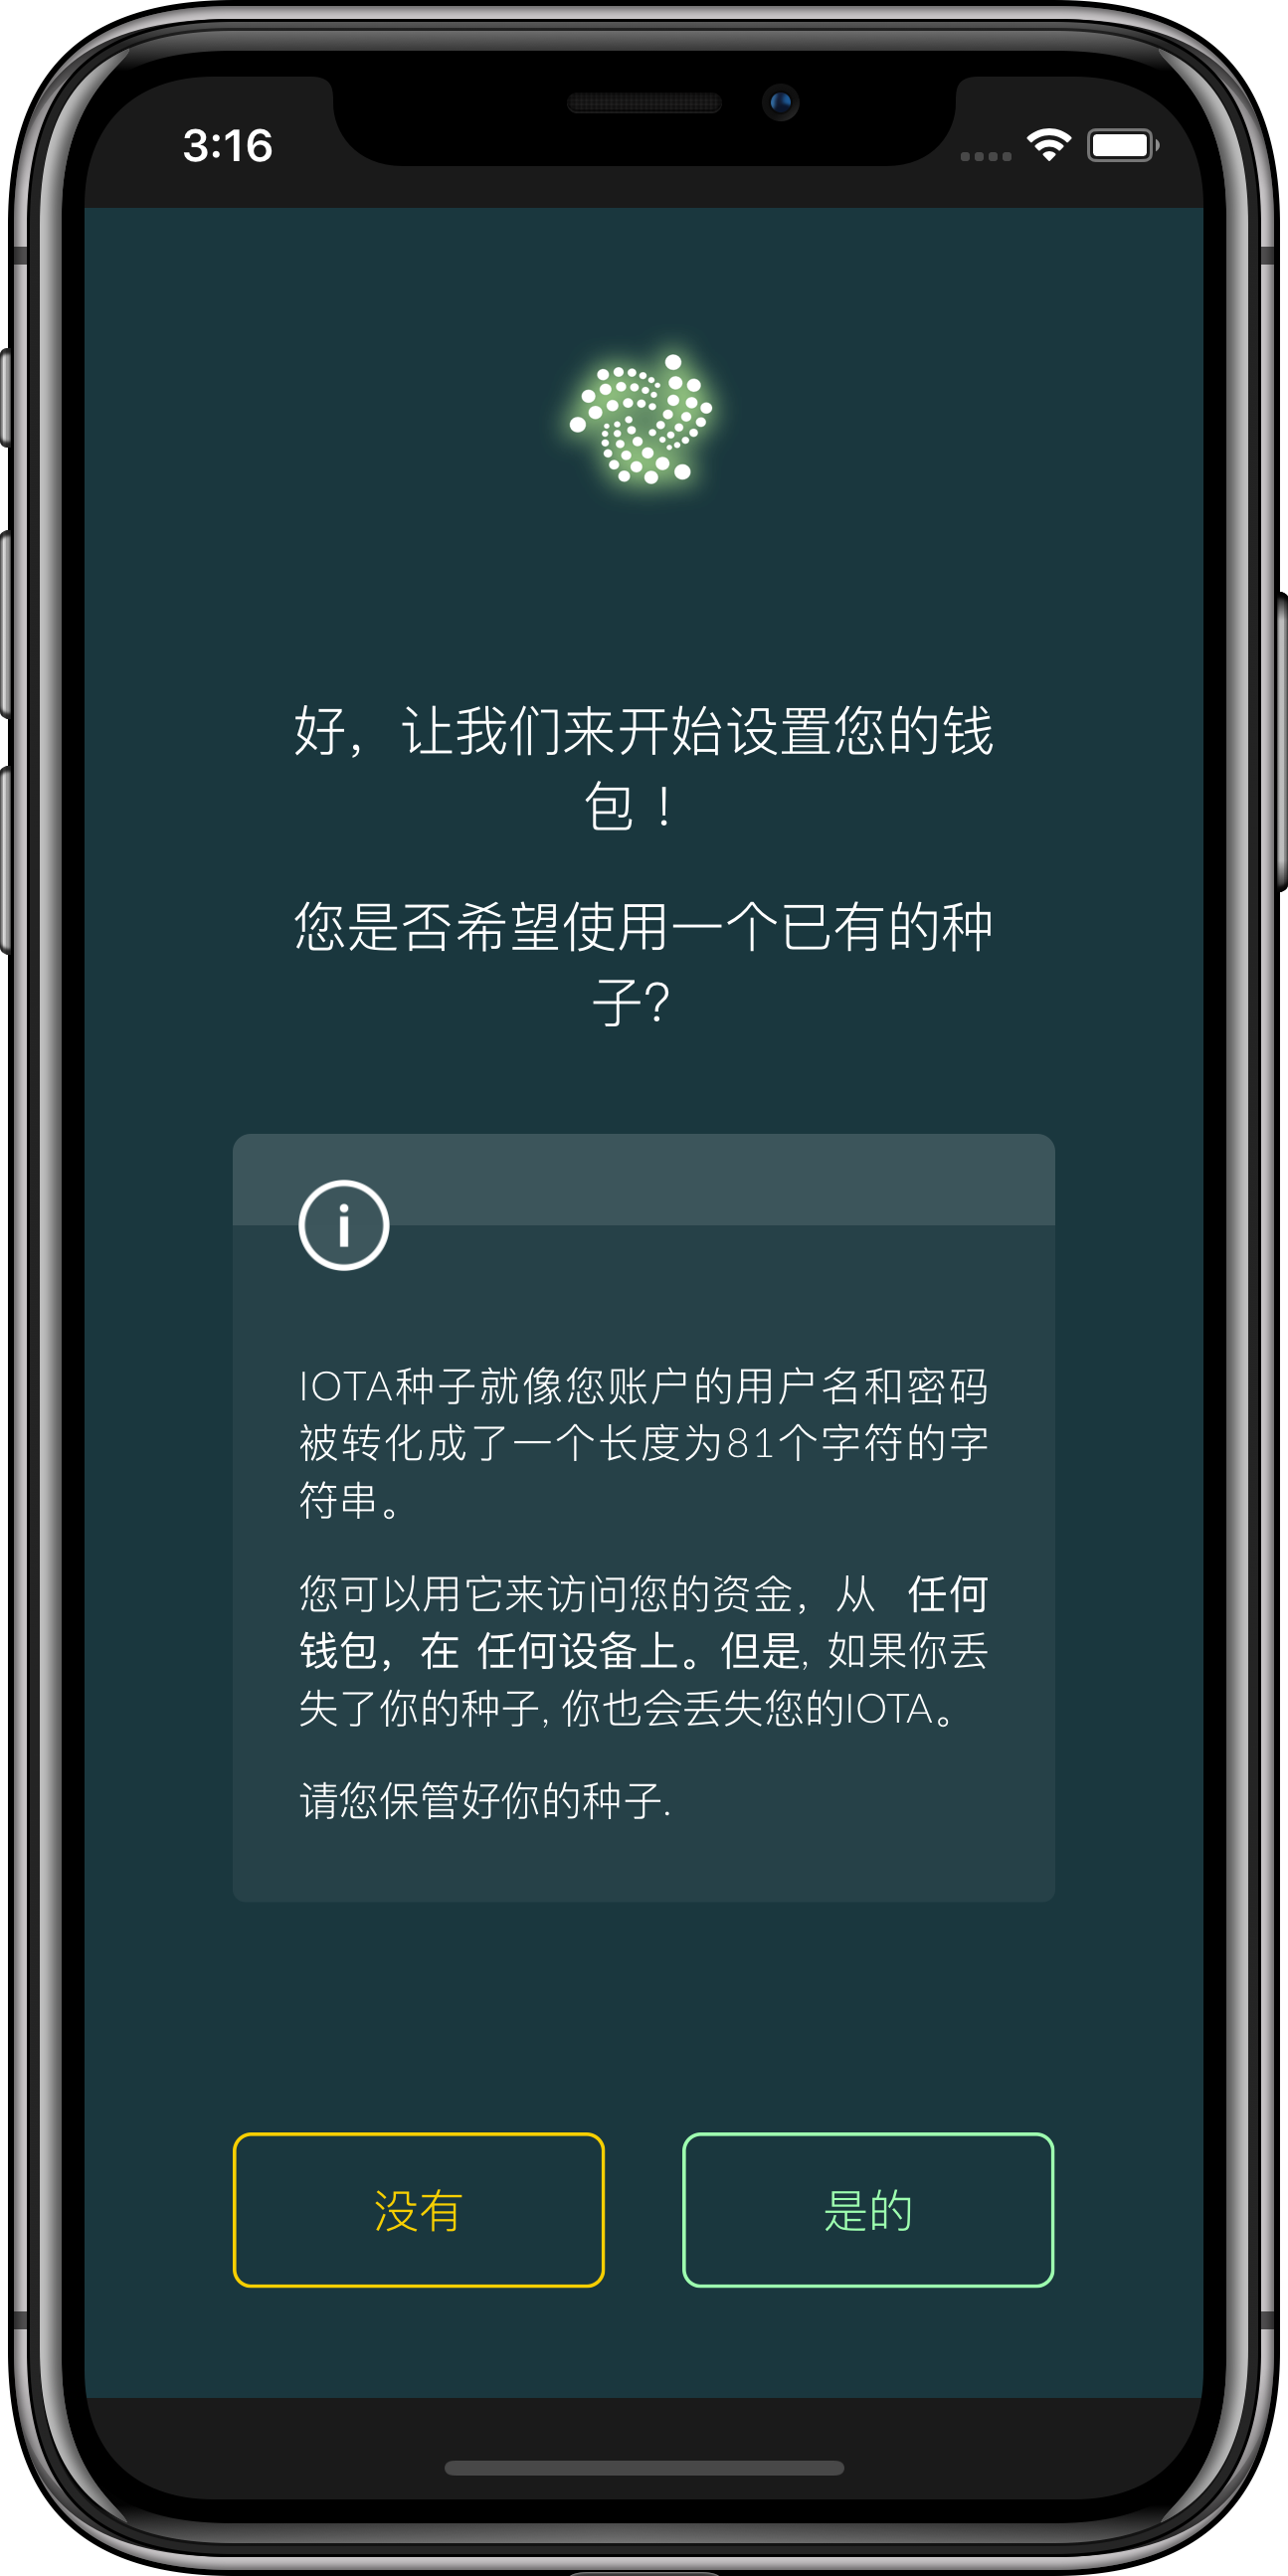 3:16
好，让我们来开始设置您的钱
包！
您是否希望使用一个已有的种
子?
i
IOTA种子就像您账户的用户名和密码
被转化成了一个长度为81个字符的字
符串。
您可以用它来访问您的资金，从 任何
钱包，在 任何设备上。但是, 如果你丢
失了你的种子, 你也会丢失您的IOTA。
请您保管好你的种子.
没有 是的